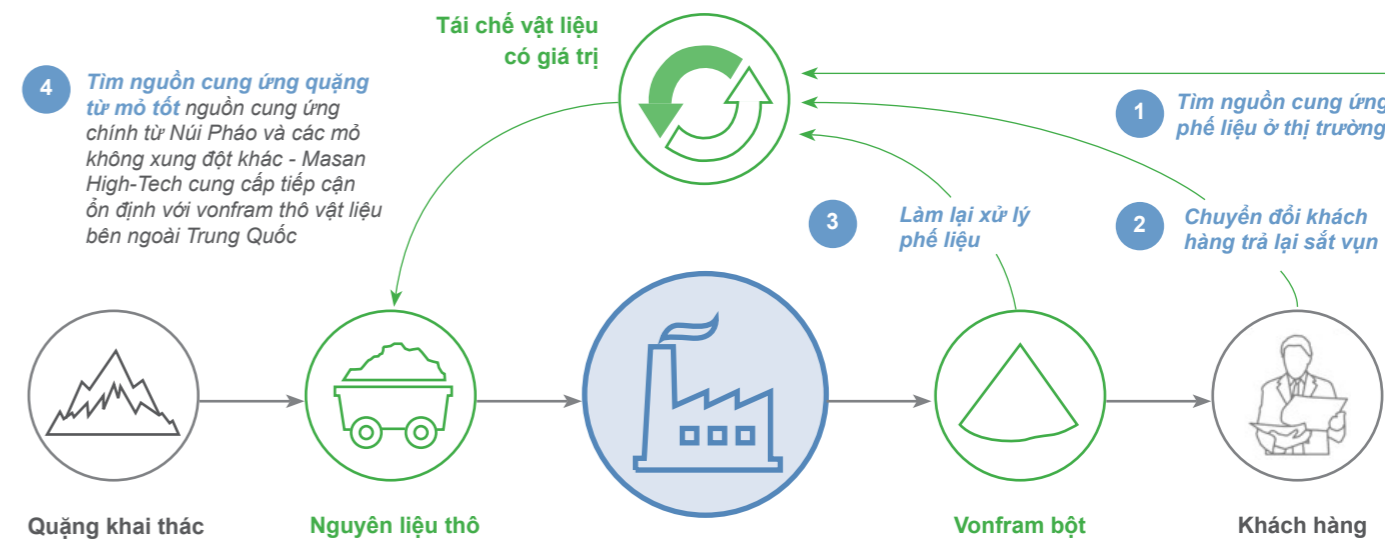 Tái chế vật liệu
có giá trị
4
Tìm nguồn cung ứng quặng
từ mỏ tốt nguồn cung ứng
chính từ Núi Pháo và các mỏ
không xung đột khác - Masan
High-Tech cung cấp tiếp cận
ổn định với vonfram thô vật liệu
bên ngoài Trung Quốc
1
Tìm nguồn cung ứng
phế liệu ở thị trường
3
Làm lại xử lý
phế liệu
2
Chuyển đổi khách
hàng trả lại sắt vụn
Quặng khai thác
Nguyên liệu thô
Vonfram bột
Khách hàng